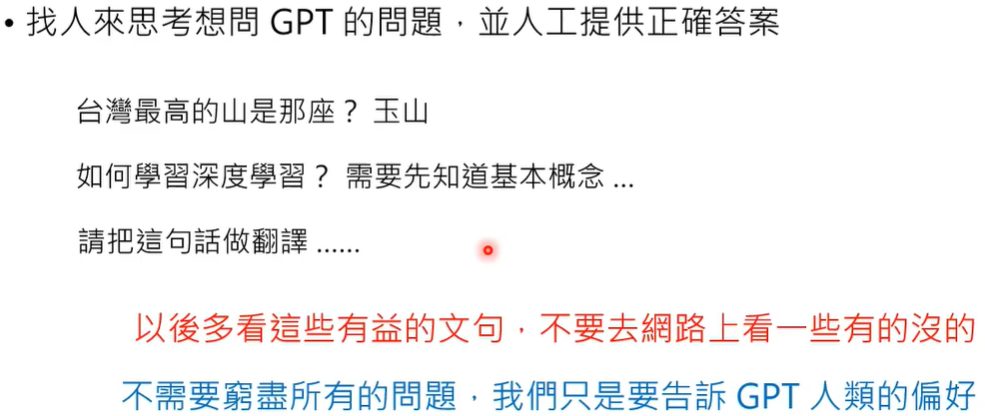 • 找人來思考想問 GPT 的問題，並人工提供正確答案
台灣最高的山是那座？ 玉山
如何學習深度學習？ 需要先知道基本概念 ...
請把這句話做翻譯 ......
以後多看這些有益的文句，不要去網路上看一些有的沒的
不需要窮盡所有的問題，我們只是要告訴 GPT 人類的偏好